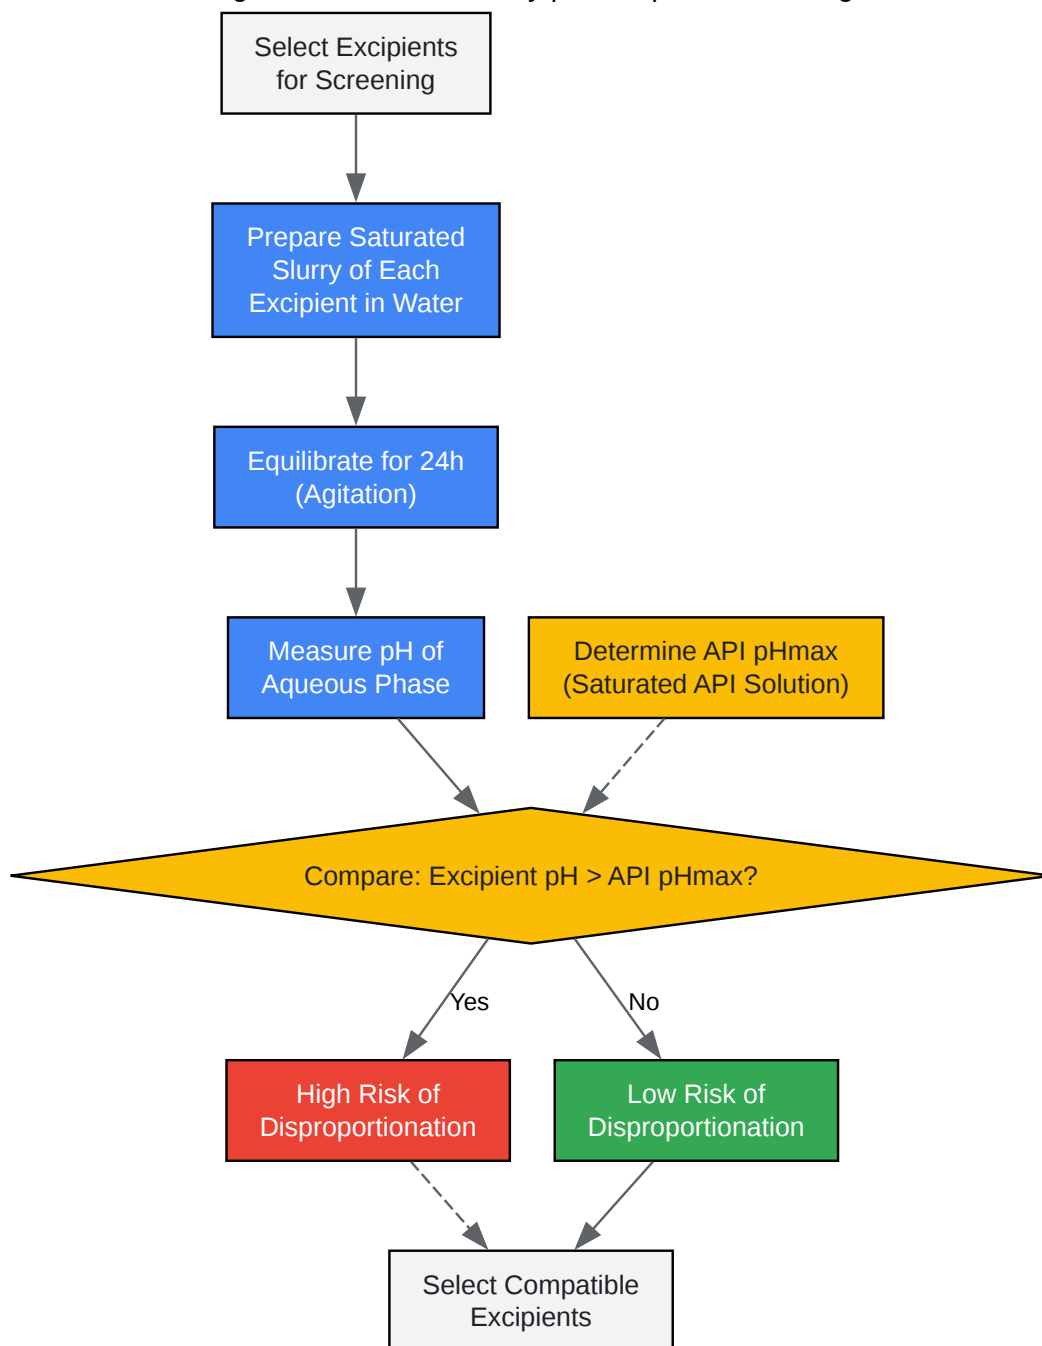 Select Excipients
for Screening
Prepare Saturated
Slurry of Each
Excipient in Water
Equilibrate for 24h
(Agitation)
Measure pH of
Aqueous Phase
Determine API pHmax
(Saturated API Solution)
Compare: Excipient pH > API pHmax?
Yes
No
High Risk of
Disproportionation
Low Risk of
Disproportionation
Select Compatible
Excipients